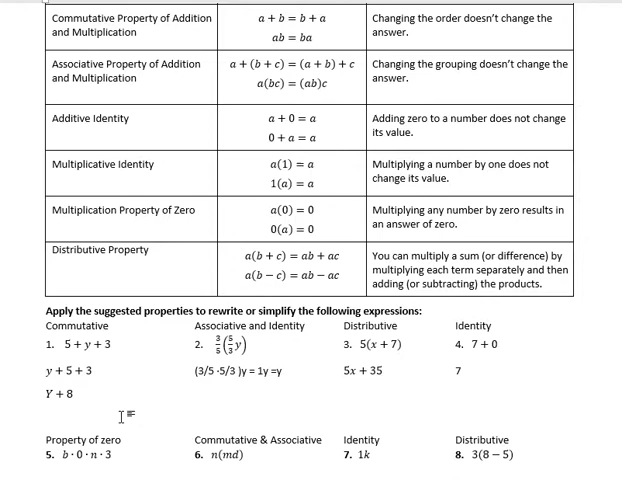 Commutative Property of Addition and Multiplication
a + b = b + a
ab = ba
Changing the order doesn't change the answer.
Associative Property of Addition and Multiplication
a + (b + c) = (a + b) + c
a(bc) = (ab)c
Changing the grouping doesn't change the answer.
Additive Identity
a + 0 = a
0 + a = a
Adding zero to a number does not change its value.
Multiplicative Identity
a(1) = a
1(a) = a
Multiplying a number by one does not change its value.
Multiplication Property of Zero
a(0) = 0
0(a) = 0
Multiplying any number by zero results in an answer of zero.
Distributive Property
a(b + c) = ab + ac
a(b − c) = ab − ac
You can multiply a sum (or difference) by multiplying each term separately and then adding (or subtracting) the products.
Apply the suggested properties to rewrite or simplify the following expressions:
Commutative Associative and Identity Distributive Identity
1. 5 + y + 3 2. 3/5(5/3 y) 3. 5(x + 7) 4. 7 + 0
y + 5 + 3 (3/5 ·5/3 )y = 1y =y 5x + 35 7
Y + 8
Property of zero Commutative & Associative Identity Distributive
5. b · 0 · n · 3 6. n(md) 7. 1k 8. 3(8 − 5)